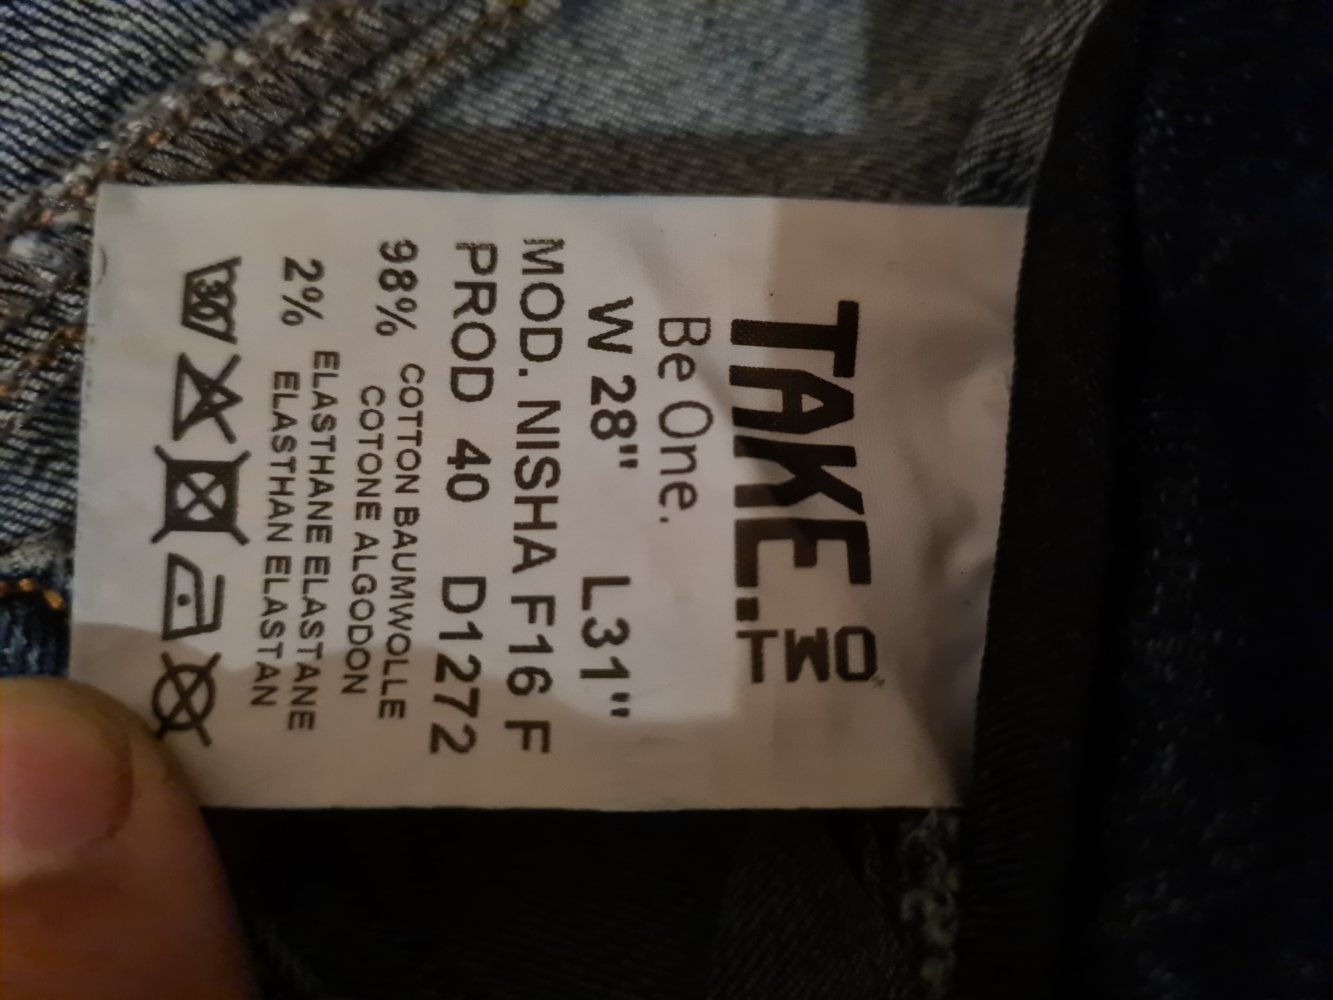 TAKE.
TWO
Be One.
W 28" L31"
MOD. NISHA F16 F
PROD 40 D1272
98% COTTON BAUMWOLLE
COTONE ALGODON
2% ELASTHANE ELASTANE
ELASTHAN ELASTAN
30